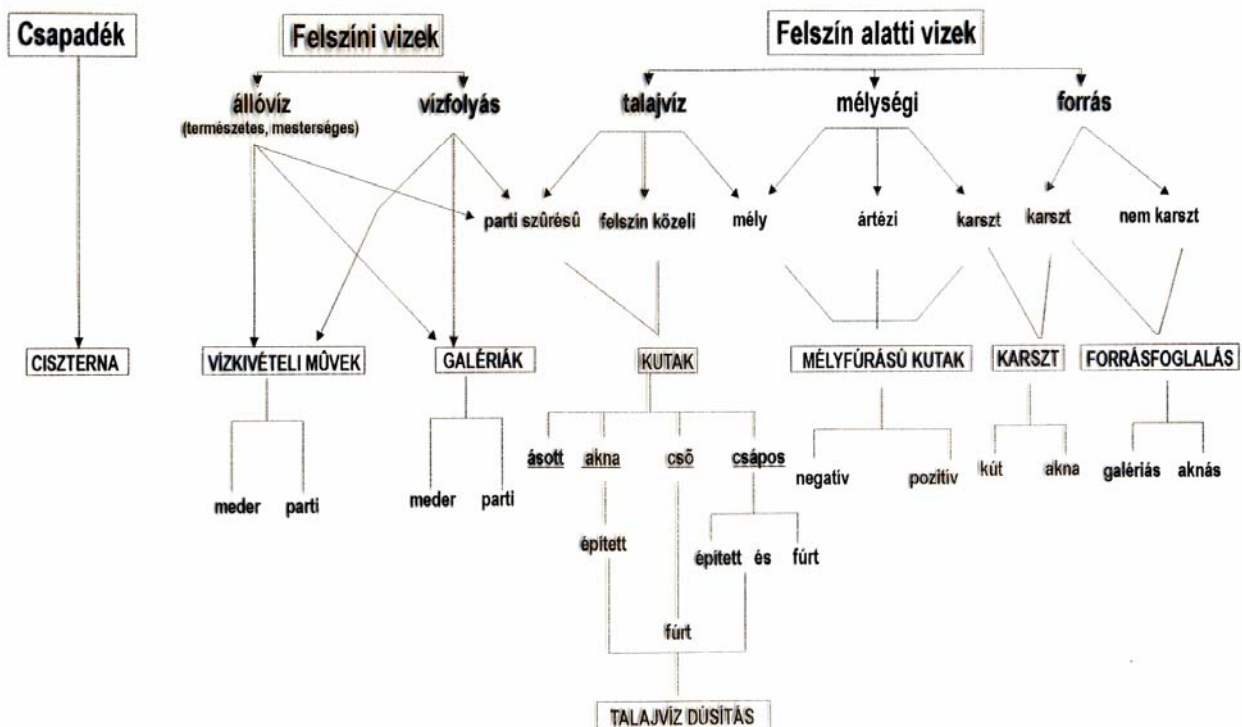 Csapadék
Felszíni vizek
Felszín alatti vizek
állóvíz
(természetes, mesterséges)
vízfolyás
talajvíz
mélységi
forrás
parti szűrésű
felszín közeli
mély
ártézi
karszt
karszt
nem karszt
CISZTERNA
VÍZKIVÉTELI MŰVEK
GALÉRIÁK
KUTAK
MÉLYFÚRÁSÚ KUTAK
KARSZT
FORRÁSFOGLALÁS
ásott
akna
cső
csápos
negatív
pozitív
kút
akna
galériás
aknás
meder
parti
meder
parti
épített
épített és fúrt
fúrt
TALAJVÍZ DÚSÍTÁS